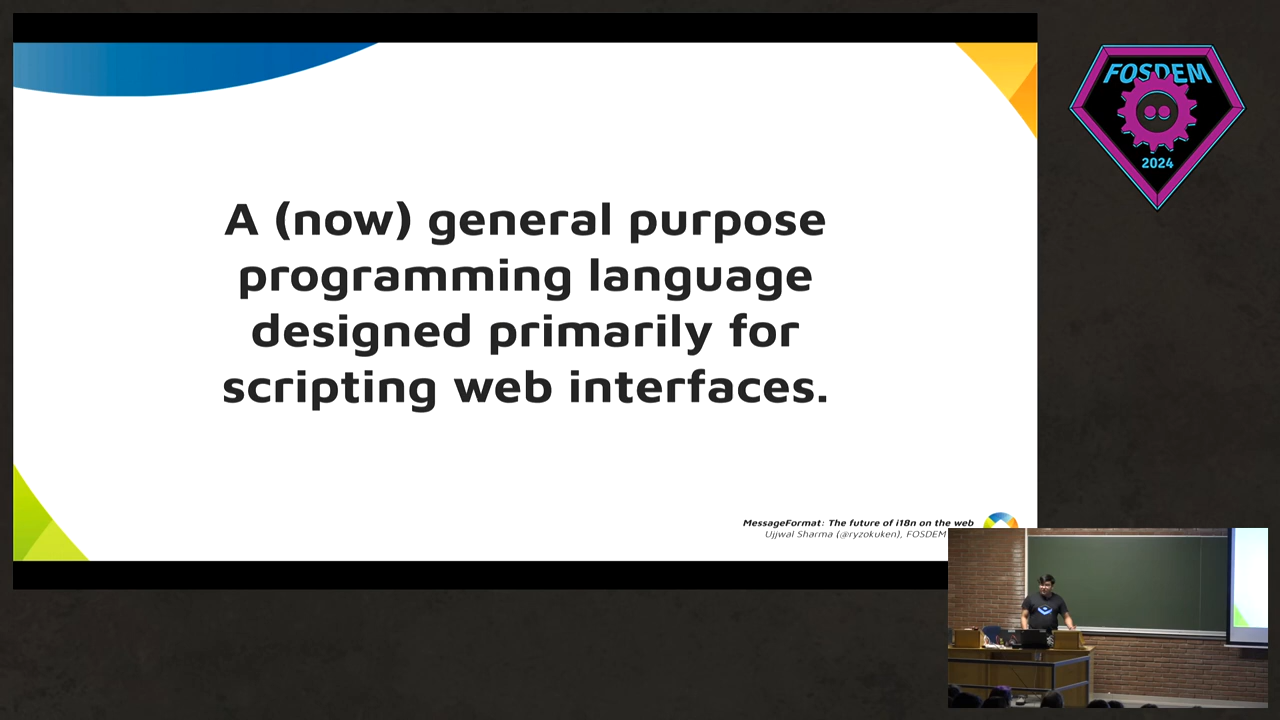 A (now) general purpose
programming language
designed primarily for
scripting web interfaces.
MessageFormat: The future of i18n on the web
Ujjwal Sharma (@ryzokuken), FOSDEM
FOSDEM
2024